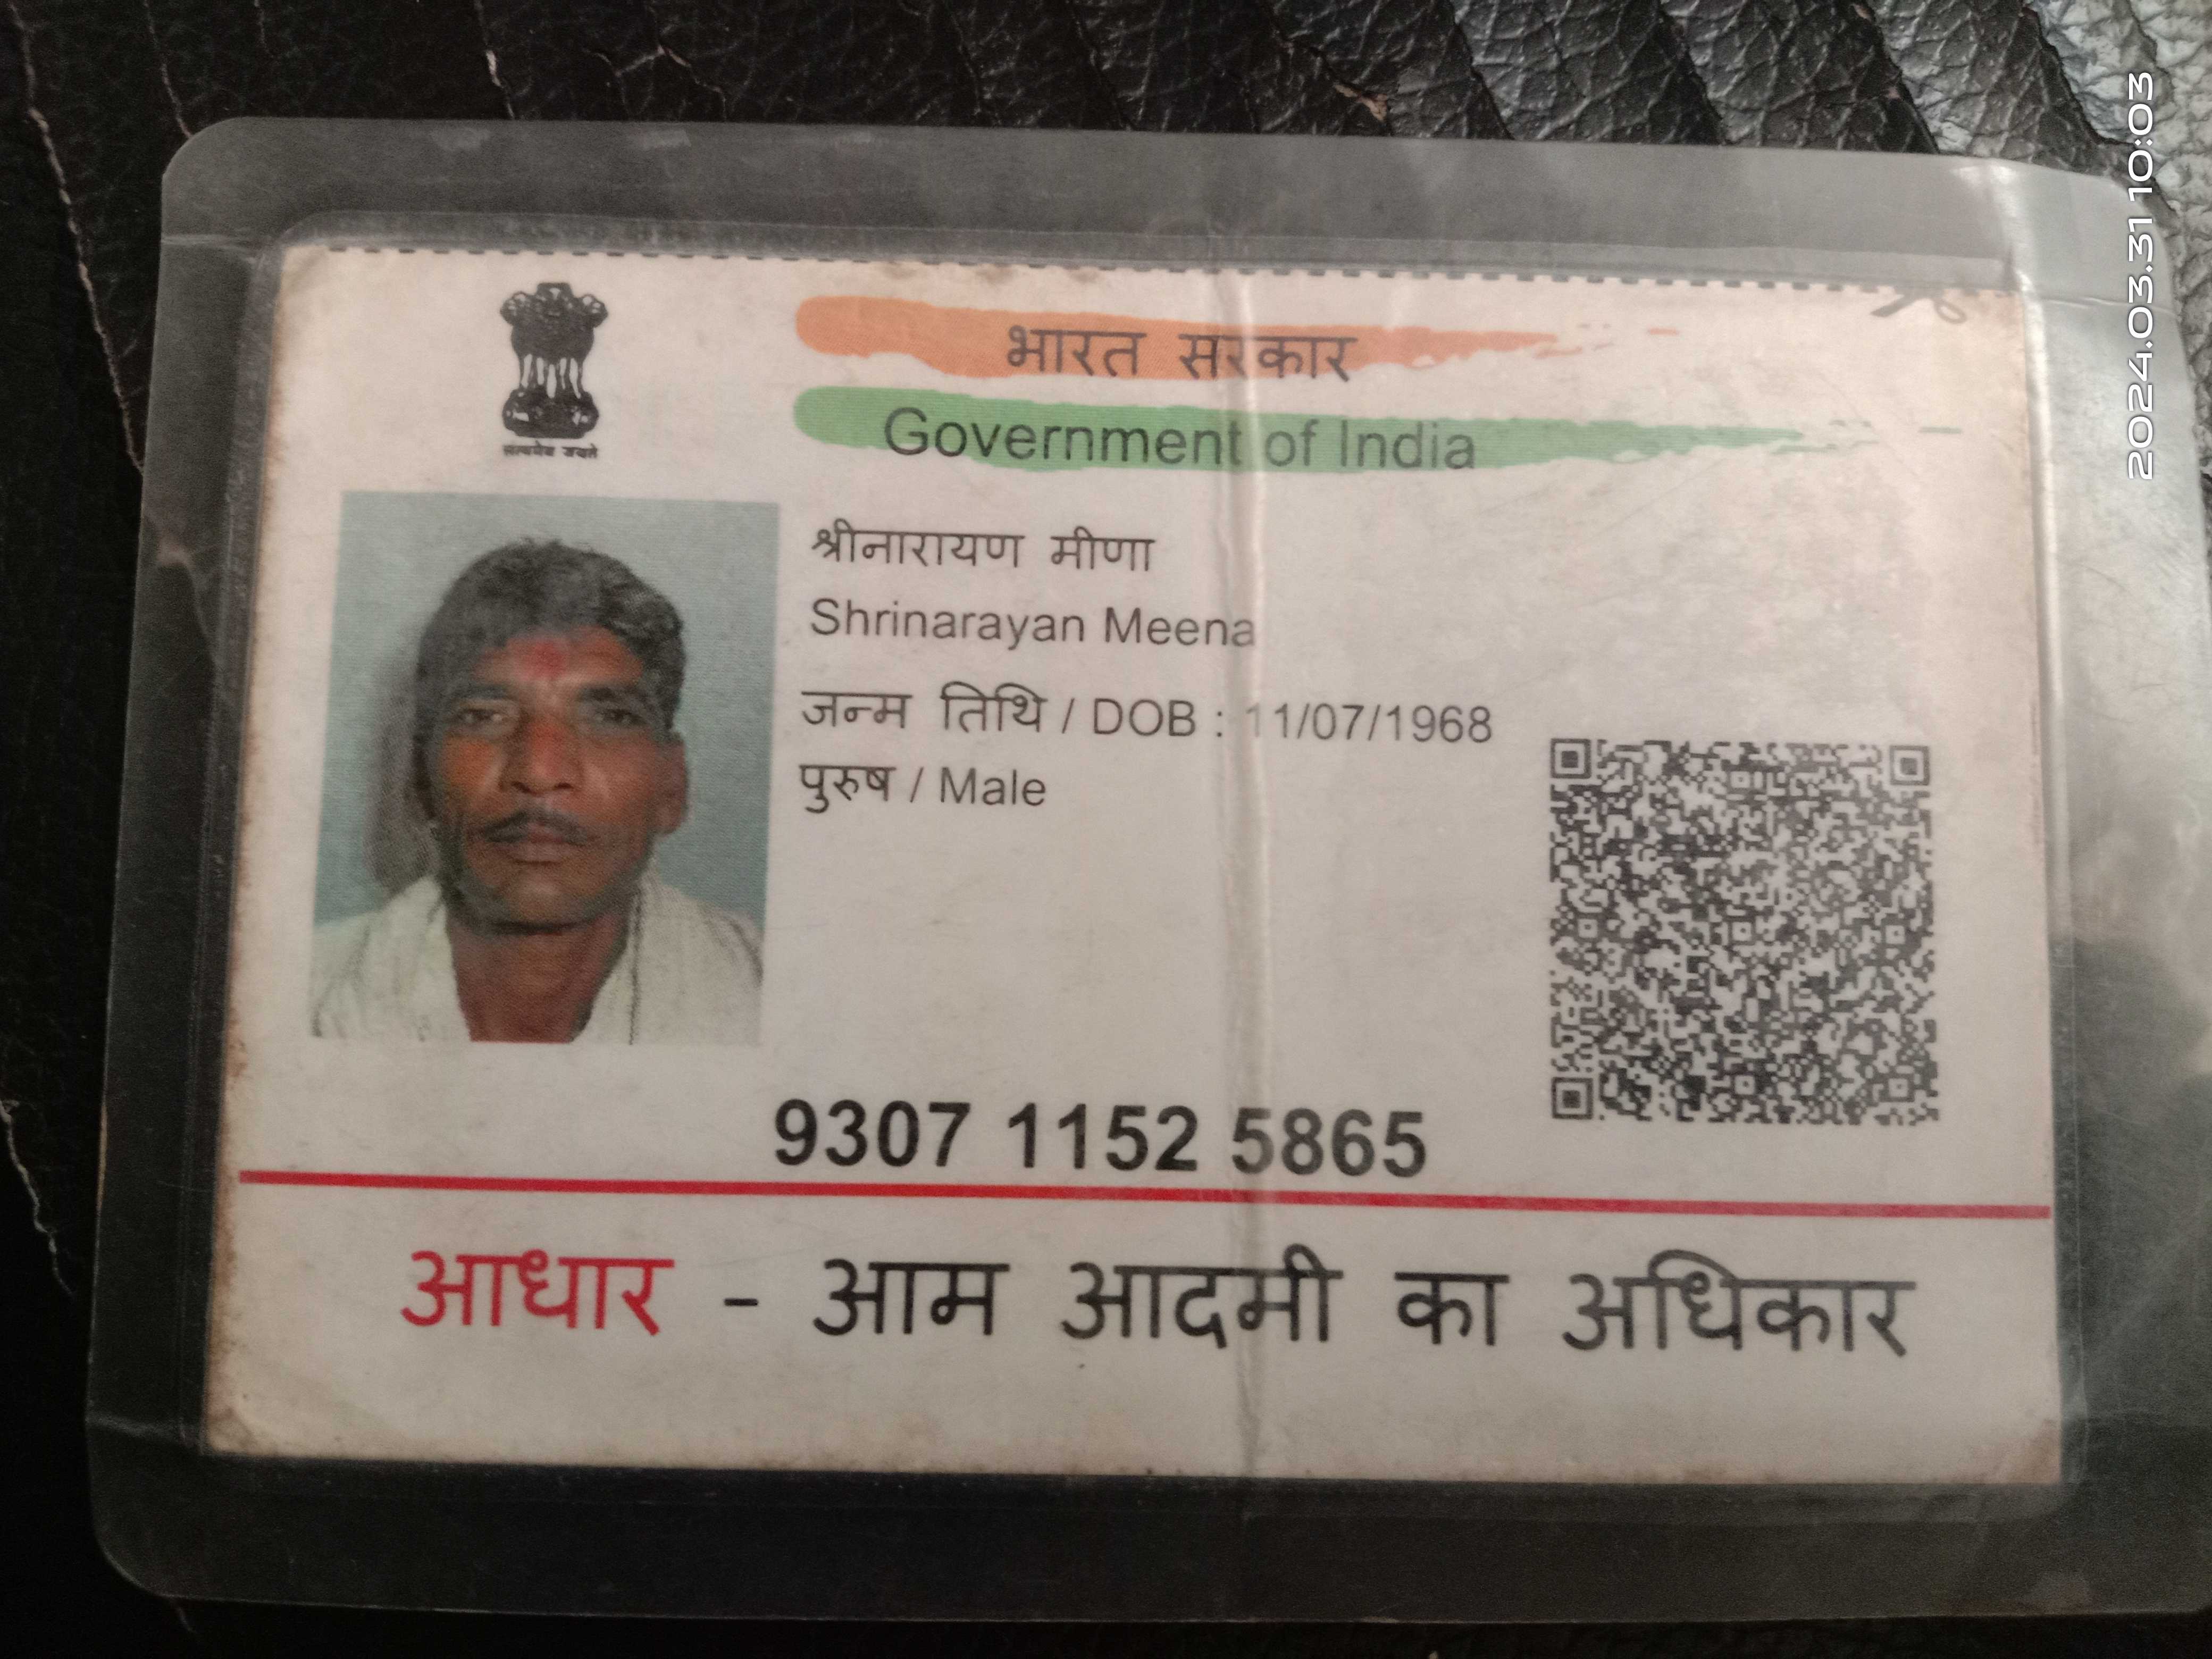 भारत सरकार
Government of India
सत्यमेव जयते
श्रीनारायण मीणा
Shrinarayan Meena
जन्म तिथि / DOB : 11/07/1968
पुरुष / Male
9307 1152 5865
आधार - आम आदमी का अधिकार
2024.03.31 10:03